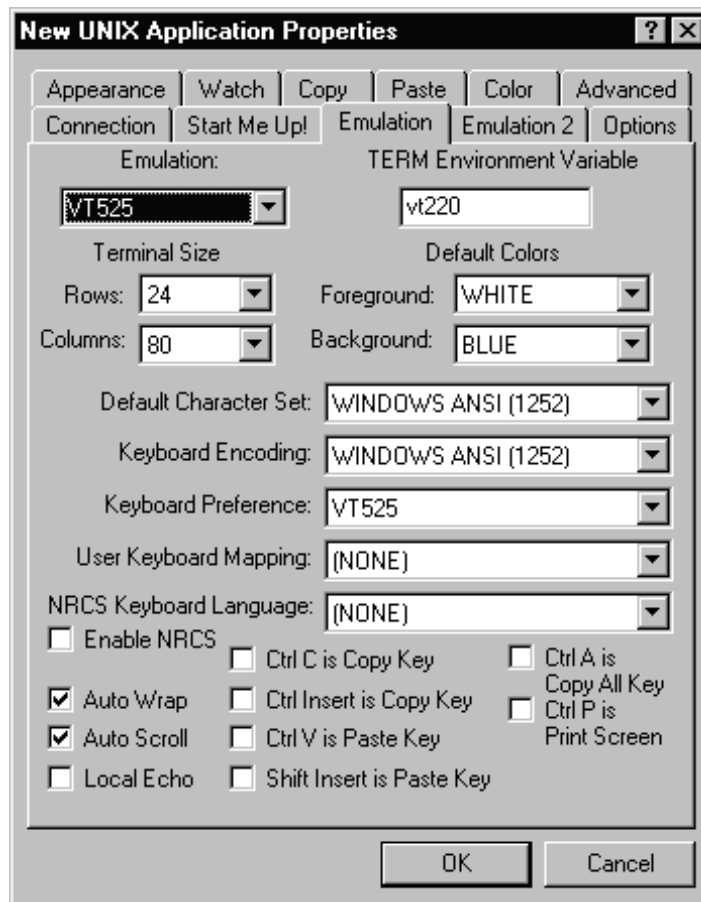 New UNIX Application Properties
Appearance Watch Copy Paste Color Advanced
Connection Start Me Up! Emulation Emulation 2 Options
Emulation: TERM Environment Variable
VT525 vt220
Terminal Size Default Colors
Rows: 24 Foreground: WHITE
Columns: 80 Background: BLUE
Default Character Set: WINDOWS ANSI (1252)
Keyboard Encoding: WINDOWS ANSI (1252)
Keyboard Preference: VT525
User Keyboard Mapping: (NONE)
NRCS Keyboard Language: (NONE)
Enable NRCS
Ctrl C is Copy Key
Ctrl A is
Copy All Key
Auto Wrap
Ctrl Insert is Copy Key
Ctrl P is
Print Screen
Auto Scroll
Ctrl V is Paste Key
Local Echo
Shift Insert is Paste Key
OK Cancel